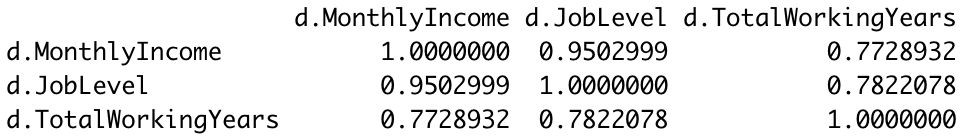 d.MonthlyIncome d.JobLevel d.TotalWorkingYears
d.MonthlyIncome 1.0000000 0.9502999 0.7728932
d.JobLevel 0.9502999 1.0000000 0.7822078
d.TotalWorkingYears 0.7728932 0.7822078 1.0000000